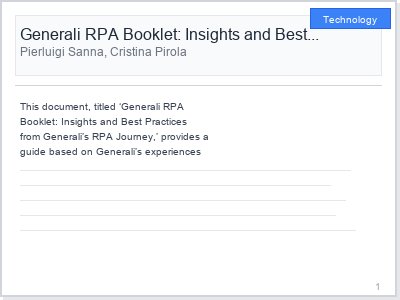 Technology
Generali RPA Booklet: Insights and Best...
Pierluigi Sanna, Cristina Pirola
This document, titled 'Generali RPA
Booklet: Insights and Best Practices
from Generali's RPA Journey,' provides a
guide based on Generali's experiences
1